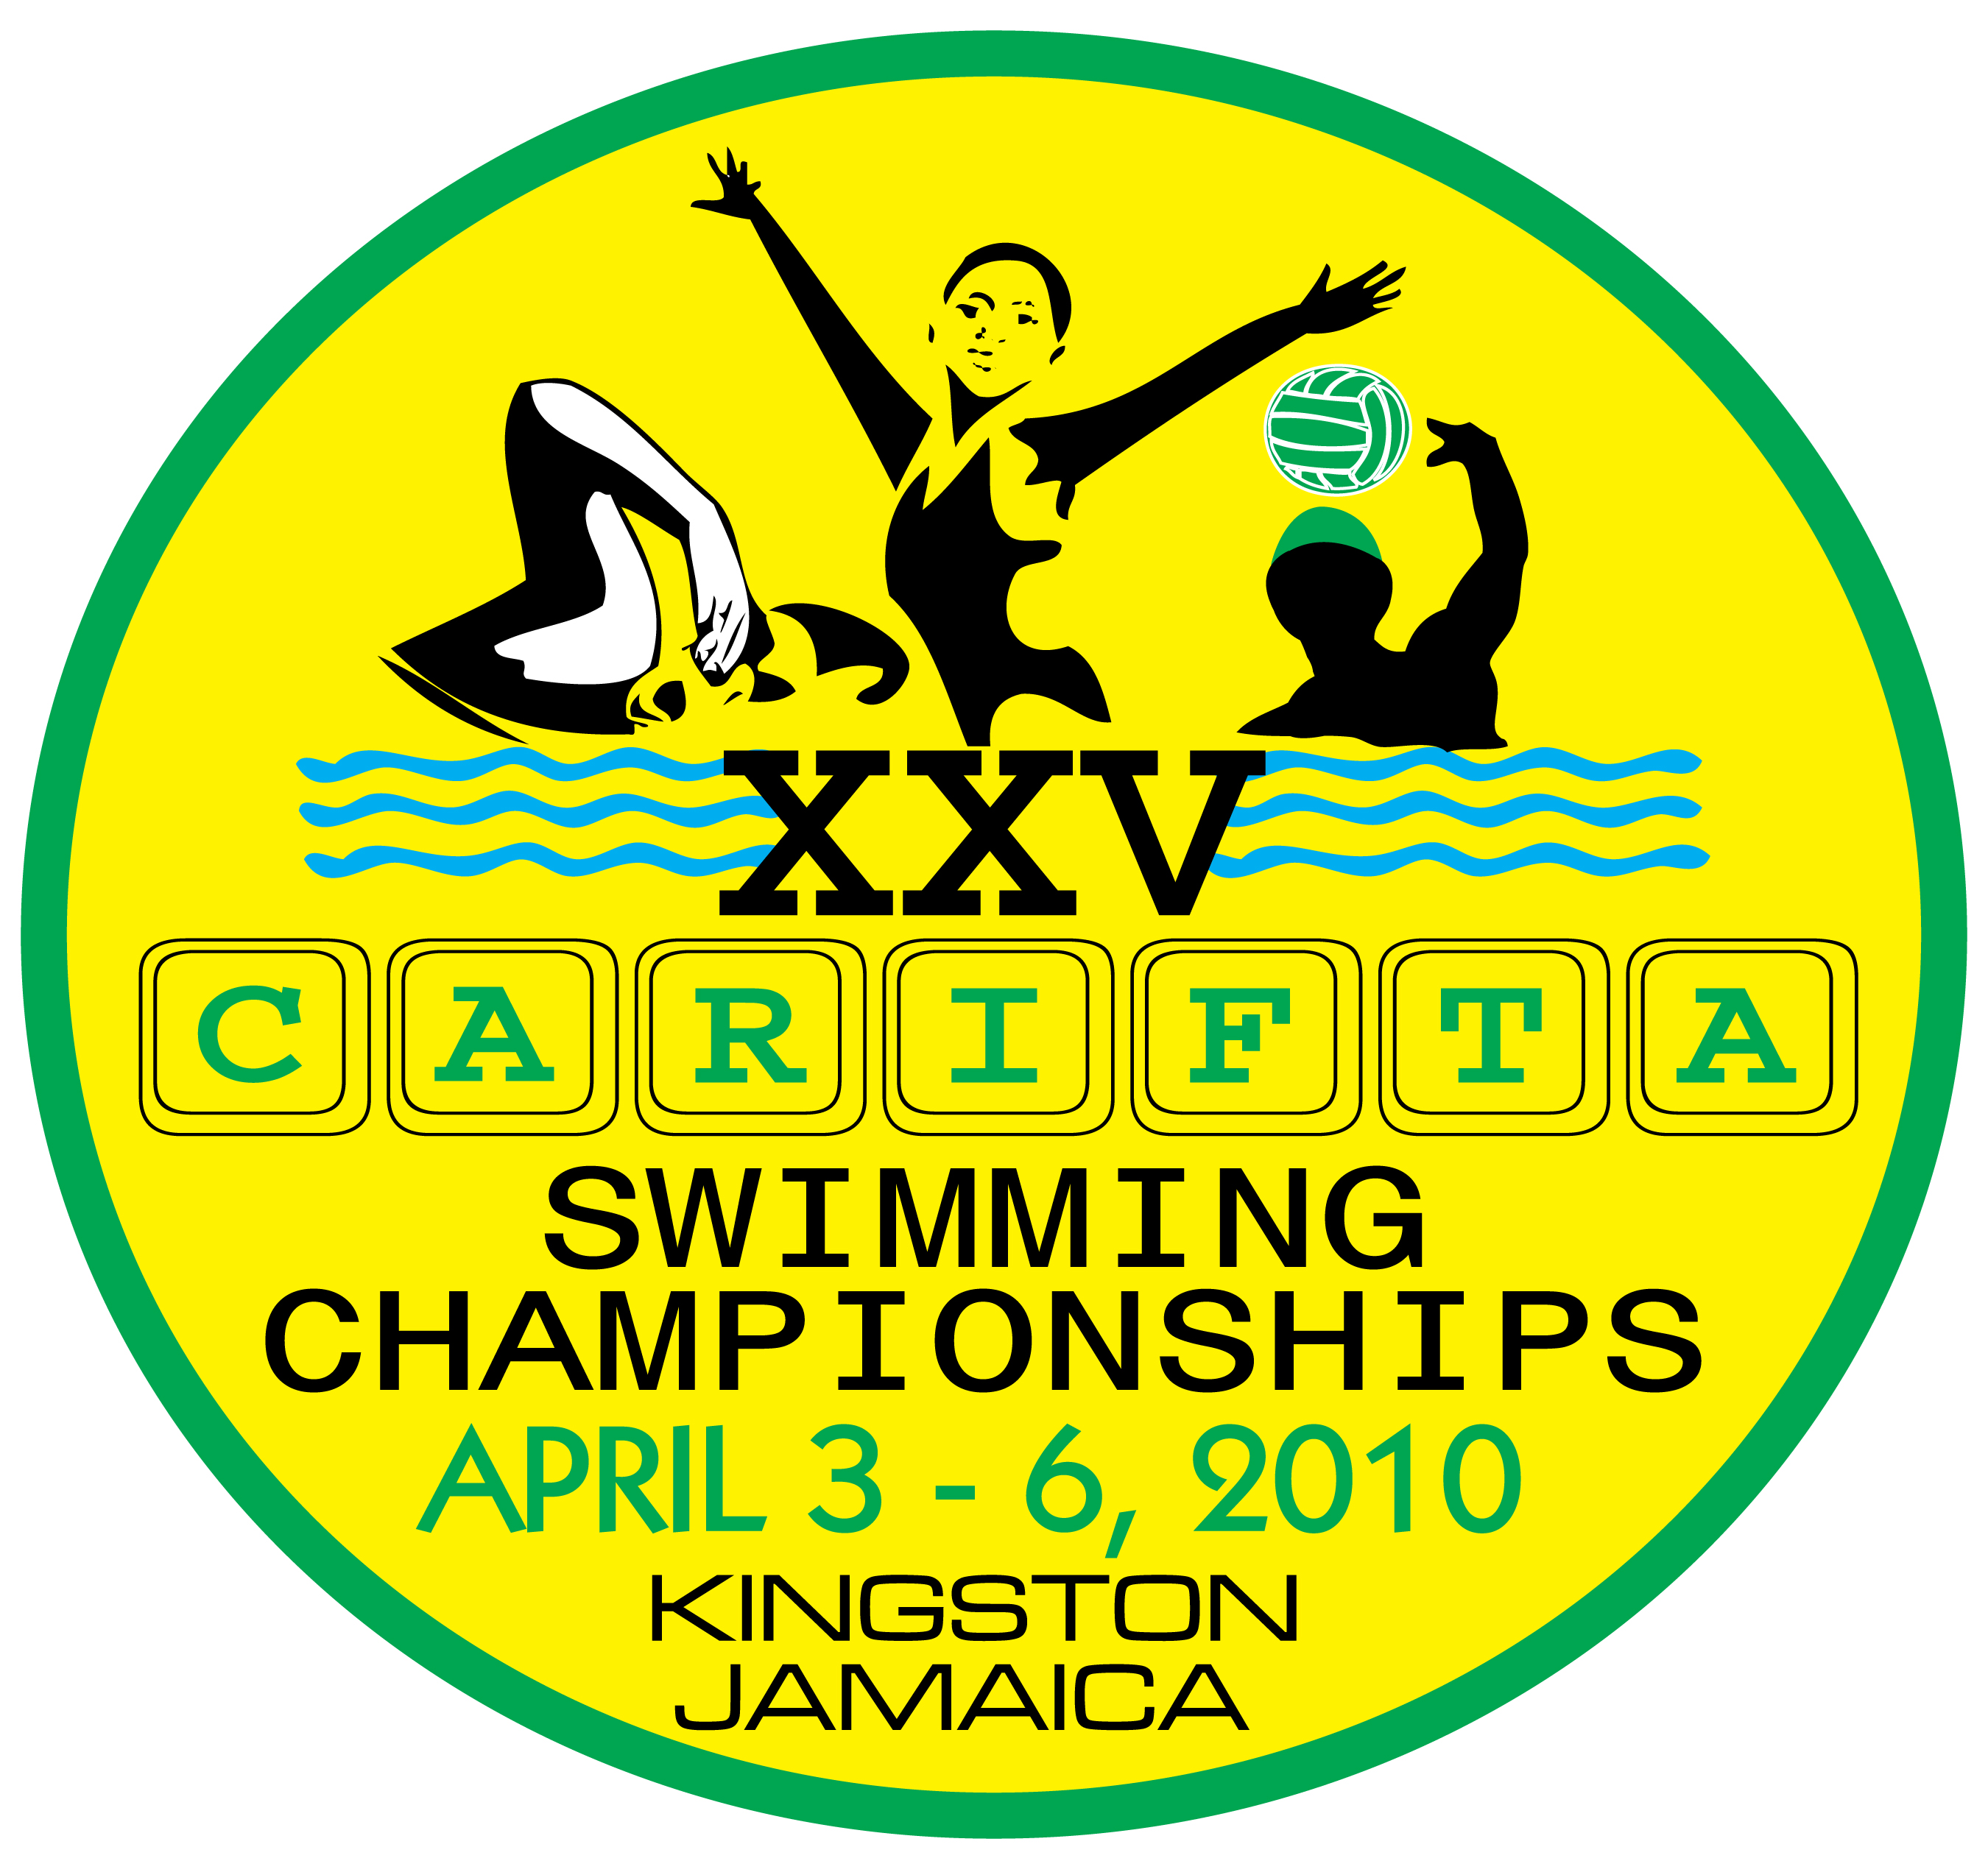 XXV
CARIFTA
SWIMMING
CHAMPIONSHIPS
APRIL 3 - 6, 2010
KINGSTON
JAMAICA